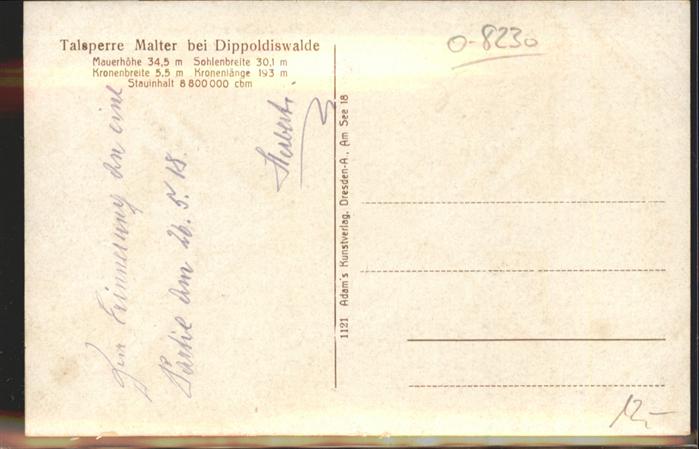 Talsperre Malter bei Dippoldiswalde
Mauerhöhe 34,5 m Sohlenbreite 30,1 m
Kronenbreite 5,5 m Kronenlänge 193 m
Stauinhalt 8 800 000 cbm
Zur Erinnerung an eine
Partie am 26.5.18.
Herbert.
1121 Adam's Kunstverlag, Dresden-A., Am See 18
0-8230
12,-